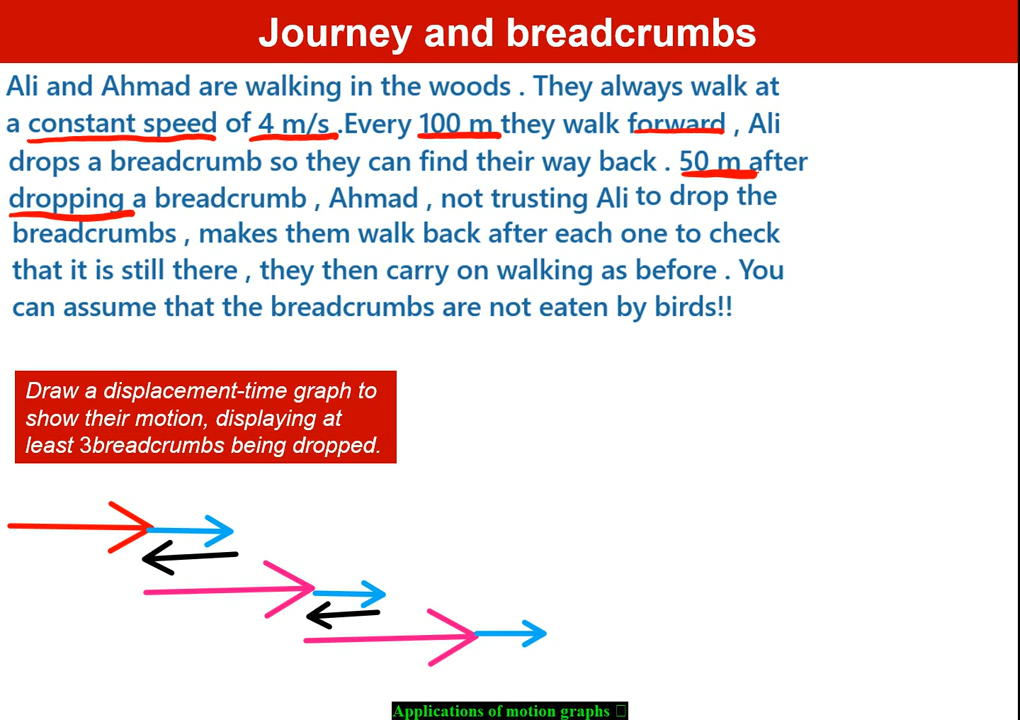 Journey and breadcrumbs
Ali and Ahmad are walking in the woods . They always walk at
a constant speed of 4 m/s .Every 100 m they walk forward , Ali
drops a breadcrumb so they can find their way back . 50 m after
dropping a breadcrumb , Ahmad , not trusting Ali to drop the
breadcrumbs , makes them walk back after each one to check
that it is still there , they then carry on walking as before . You
can assume that the breadcrumbs are not eaten by birds!!
Draw a displacement-time graph to
show their motion, displaying at
least 3breadcrumbs being dropped.
Applications of motion graphs